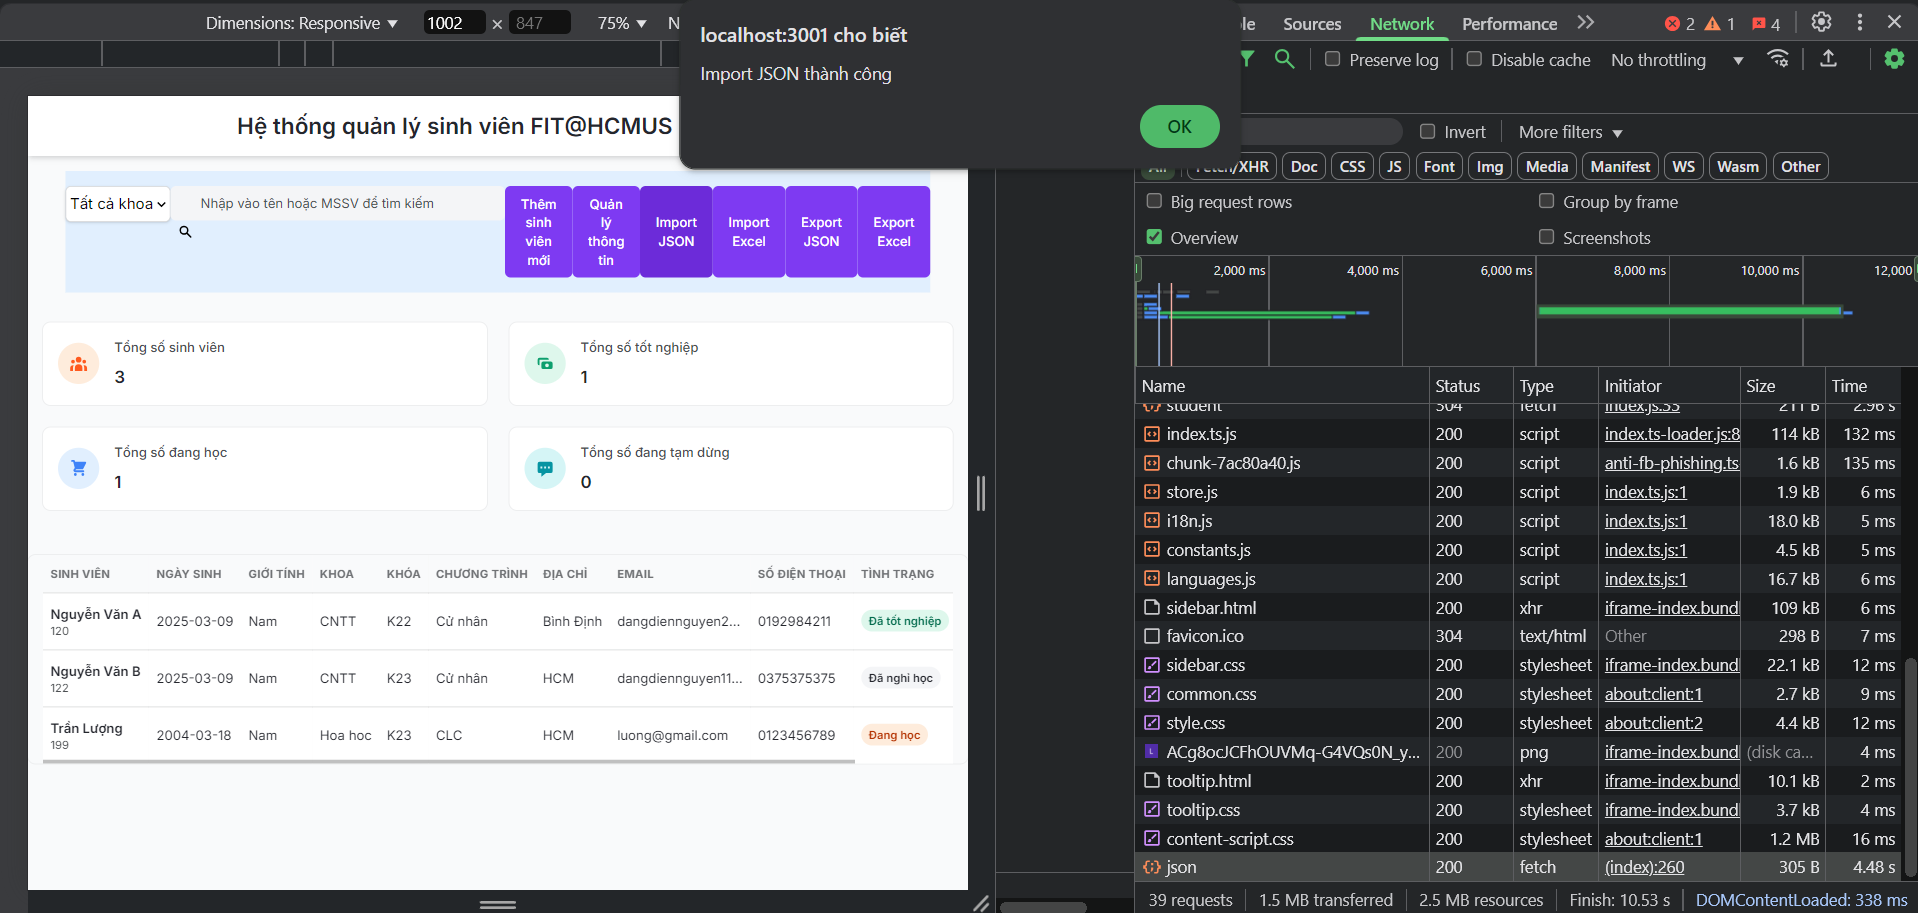 Dimensions: Responsive ▼ 1002 × 847 75% ▼ N
localhost:3001 cho biết
Import JSON thành công
OK
Sources Network Performance
2 1 4
Preserve log Disable cache No throttling ▼
Invert More filters ▼
Fetch/XHR Doc CSS JS Font Img Media Manifest WS Wasm Other
Big request rows Group by frame
Overview Screenshots
2,000 ms 4,000 ms 6,000 ms 8,000 ms 10,000 ms 12,000
Hệ thống quản lý sinh viên FIT@HCMUS
Tất cả khoa
Nhập vào tên hoặc MSSV để tìm kiếm
Thêm sinh viên mới
Quản lý thông tin
Import JSON
Import Excel
Export JSON
Export Excel
Tổng số sinh viên
3
Tổng số tốt nghiệp
1
Tổng số đang học
1
Tổng số đang tạm dừng
0
SINH VIÊN NGÀY SINH GIỚI TÍNH KHOA KHÓA CHƯƠNG TRÌNH ĐỊA CHỈ EMAIL SỐ ĐIỆN THOẠI TÌNH TRẠNG
Nguyễn Văn A 2025-03-09 Nam CNTT K22 Cử nhân Bình Định dangdiennguyen2... 0192984211 Đã tốt nghiệp
120
Nguyễn Văn B 2025-03-09 Nam CNTT K23 Cử nhân HCM dangdiennguyen11... 0375375375 Đã nghỉ học
122
Trần Lượng 2004-03-18 Nam Hoa học K23 CLC HCM luong@gmail.com 0123456789 Đang học
199
Name Status Type Initiator Size Time
student 304 fetch index.js:55 211 B 2.96 s
index.ts.js 200 script index.ts-loader.js:8 114 kB 132 ms
chunk-7ac80a40.js 200 script anti-fb-phishing.ts 1.6 kB 135 ms
store.js 200 script index.ts.js:1 1.9 kB 6 ms
i18n.js 200 script index.ts.js:1 18.0 kB 5 ms
constants.js 200 script index.ts.js:1 4.5 kB 5 ms
languages.js 200 script index.ts.js:1 16.7 kB 6 ms
sidebar.html 200 xhr iframe-index.bundl 109 kB 6 ms
favicon.ico 304 text/html Other 298 B 7 ms
sidebar.css 200 stylesheet iframe-index.bundl 22.1 kB 12 ms
common.css 200 stylesheet about:client:1 2.7 kB 9 ms
style.css 200 stylesheet about:client:2 4.4 kB 12 ms
ACg8ocJCFhOUVMq-G4VQs0N_y... 200 png iframe-index.bundl (disk ca... 4 ms
tooltip.html 200 xhr iframe-index.bundl 10.1 kB 2 ms
tooltip.css 200 stylesheet iframe-index.bundl 3.7 kB 4 ms
content-script.css 200 stylesheet about:client:1 1.2 MB 16 ms
json 200 fetch (index):260 305 B 4.48 s
39 requests 1.5 MB transferred 2.5 MB resources Finish: 10.53 s DOMContentLoaded: 338 ms